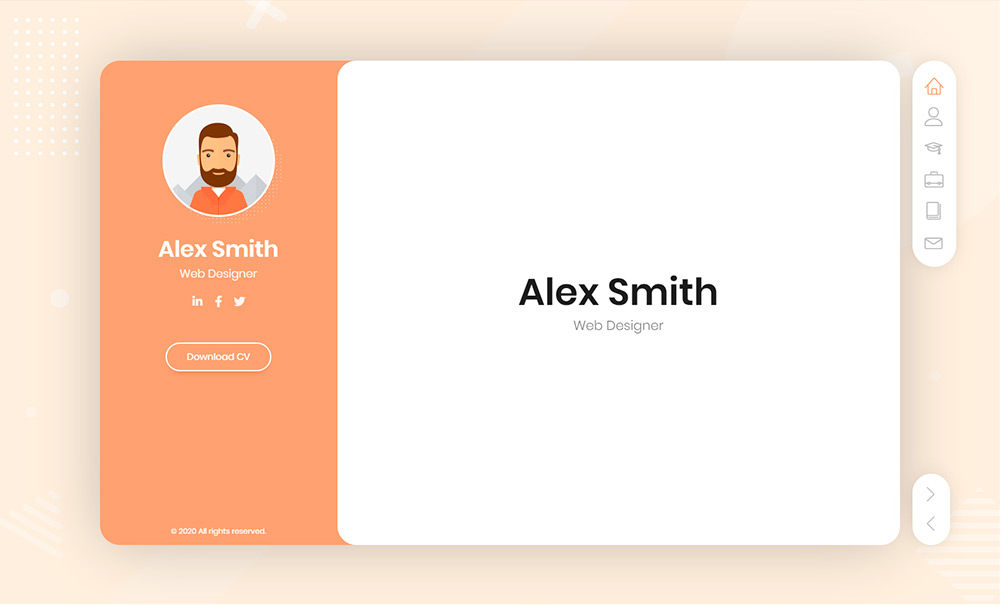 Alex Smith
Web Designer
in f
Download CV
© 2020 All rights reserved.
Alex Smith
Web Designer